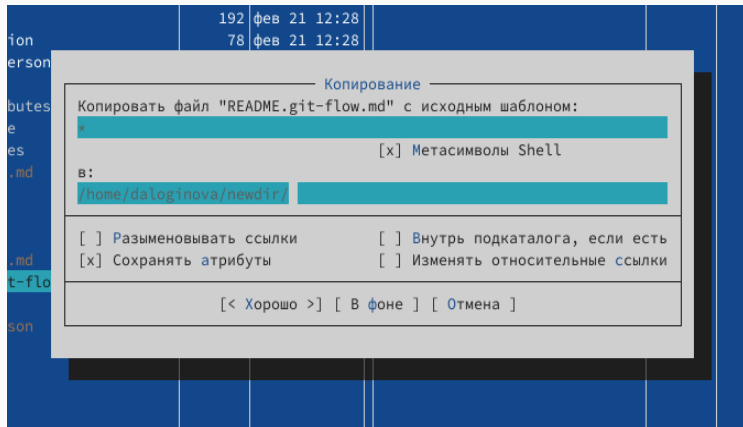 192 фев 21 12:28
ion 78 фев 21 12:28
erson
Копирование
butes Копировать файл "README.git-flow.md" с исходным шаблоном:
e *
es [x] Метасимволы Shell
.md в:
/home/daloginova/newdir/
[ ] Разыменовывать ссылки [ ] Внутрь подкаталога, если есть
.md [x] Сохранять атрибуты [ ] Изменять относительные ссылки
t-flo
[< Хорошо >] [ В фоне ] [ Отмена ]
son